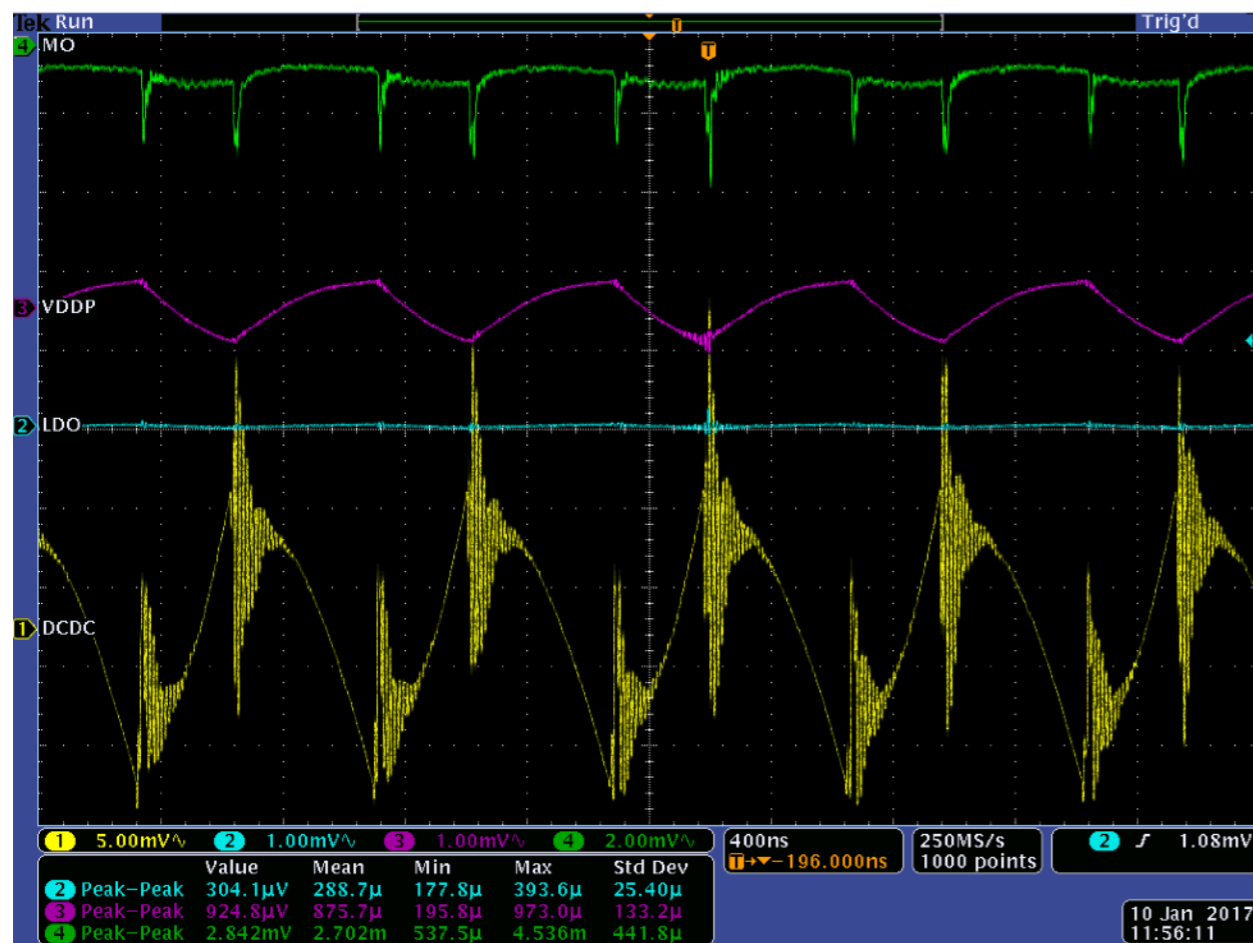 Tek Run Trig'd
T
T
4 MO
3 VDDP
2 LDO
1 DCDC
1 5.00mV∿ 2 1.00mV∿ 3 1.00mV∿ 4 2.00mV∿
400ns
T→▼−196.000ns
250MS/s
1000 points
2 ʃ 1.08mV
Value Mean Min Max Std Dev
2 Peak−Peak 304.1µV 288.7µ 177.8µ 393.6µ 25.40µ
3 Peak−Peak 924.8µV 875.7µ 195.8µ 973.0µ 133.2µ
4 Peak−Peak 2.842mV 2.702m 537.5µ 4.536m 441.8µ
10 Jan 2017
11:56:11